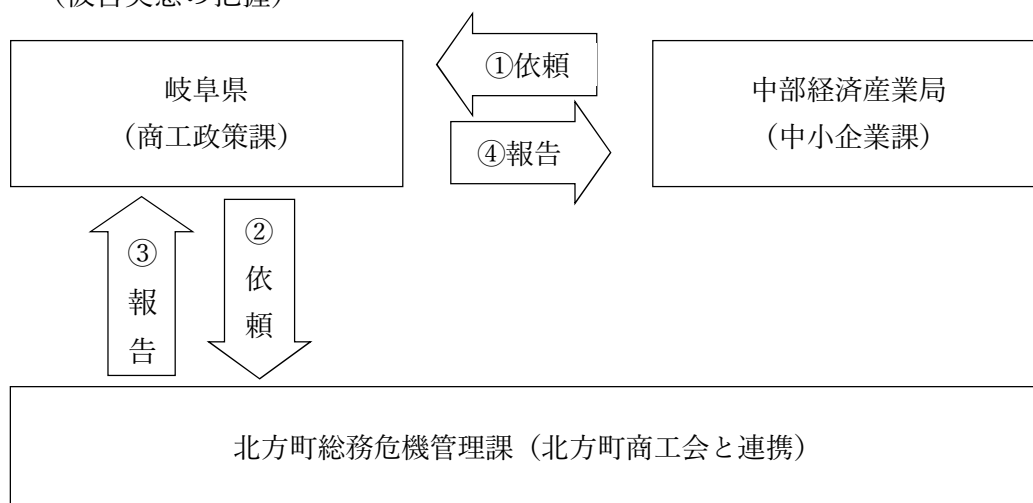 岐阜県
（商工政策課）
①依頼
④報告
中部経済産業局
（中小企業課）
③報告
②依頼
北方町総務危機管理課（北方町商工会と連携）